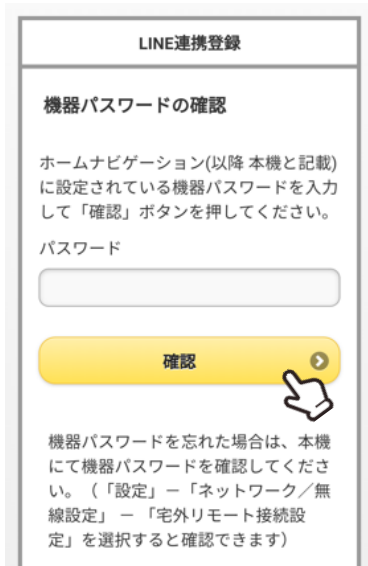 LINE連携登録
機器パスワードの確認
ホームナビゲーション(以降 本機と記載)
に設定されている機器パスワードを入力
して「確認」ボタンを押してください。
パスワード
確認
機器パスワードを忘れた場合は、本機
にて機器パスワードを確認してくださ
い。（「設定」－「ネットワーク／無
線設定」 － 「宅外リモート接続設
定」を選択すると確認できます）